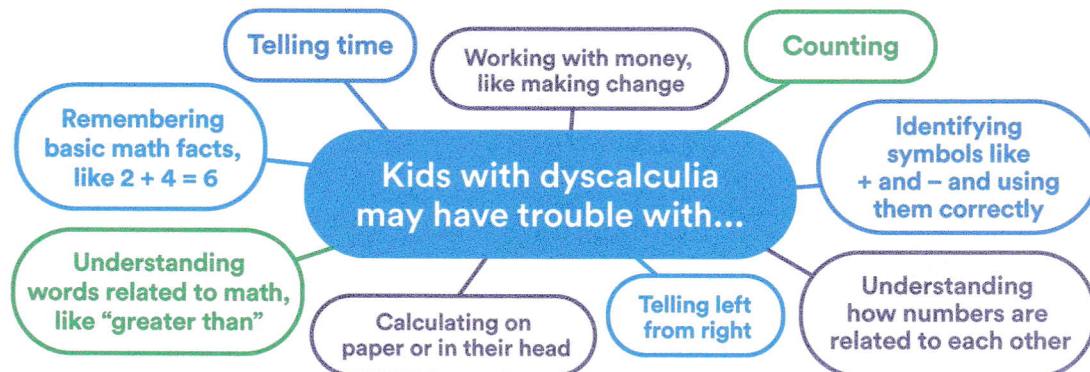 Telling time
Working with money,
like making change
Counting
Remembering
basic math facts,
like 2 + 4 = 6
Kids with dyscalculia
may have trouble with...
Identifying
symbols like
+ and – and using
them correctly
Understanding
words related to math,
like “greater than”
Calculating on
paper or in their head
Telling left
from right
Understanding
how numbers are
related to each other